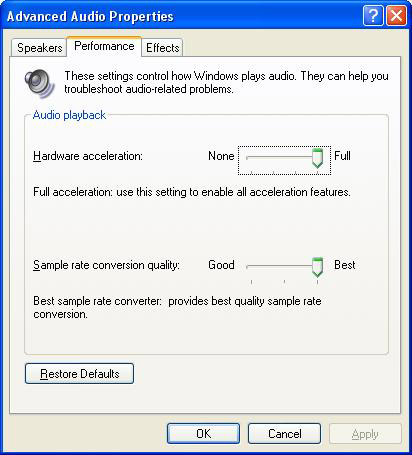 Advanced Audio Properties
Speakers Performance Effects
These settings control how Windows plays audio. They can help you
troubleshoot audio-related problems.
Audio playback
Hardware acceleration: None Full
Full acceleration: use this setting to enable all acceleration features.
Sample rate conversion quality: Good Best
Best sample rate converter: provides best quality sample rate
conversion.
Restore Defaults
OK Cancel Apply